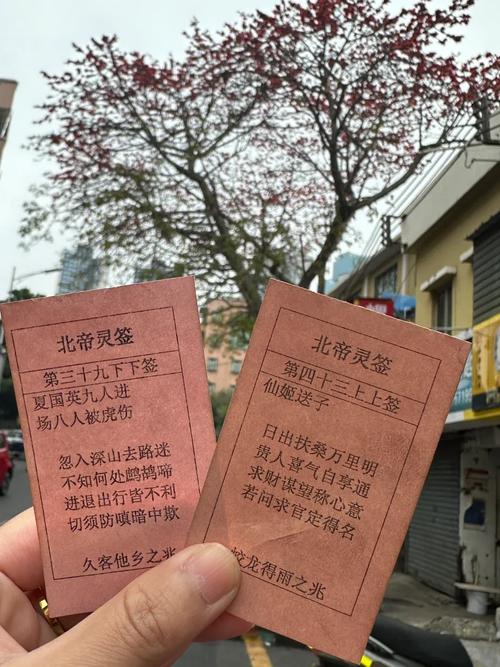 北帝灵签
第三十九下下签
夏国英九人进
场八人被虎伤
忽入深山去路迷
不知何处鹧鸪啼
进退出行皆不利
切须防嗔暗中欺
久客他乡之兆
北帝灵签
第四十三上上签
仙姬送子
日出扶桑万里明
贵人喜气自享通
求财谋望称心意
若问求官定得名
蛟龙得雨之兆